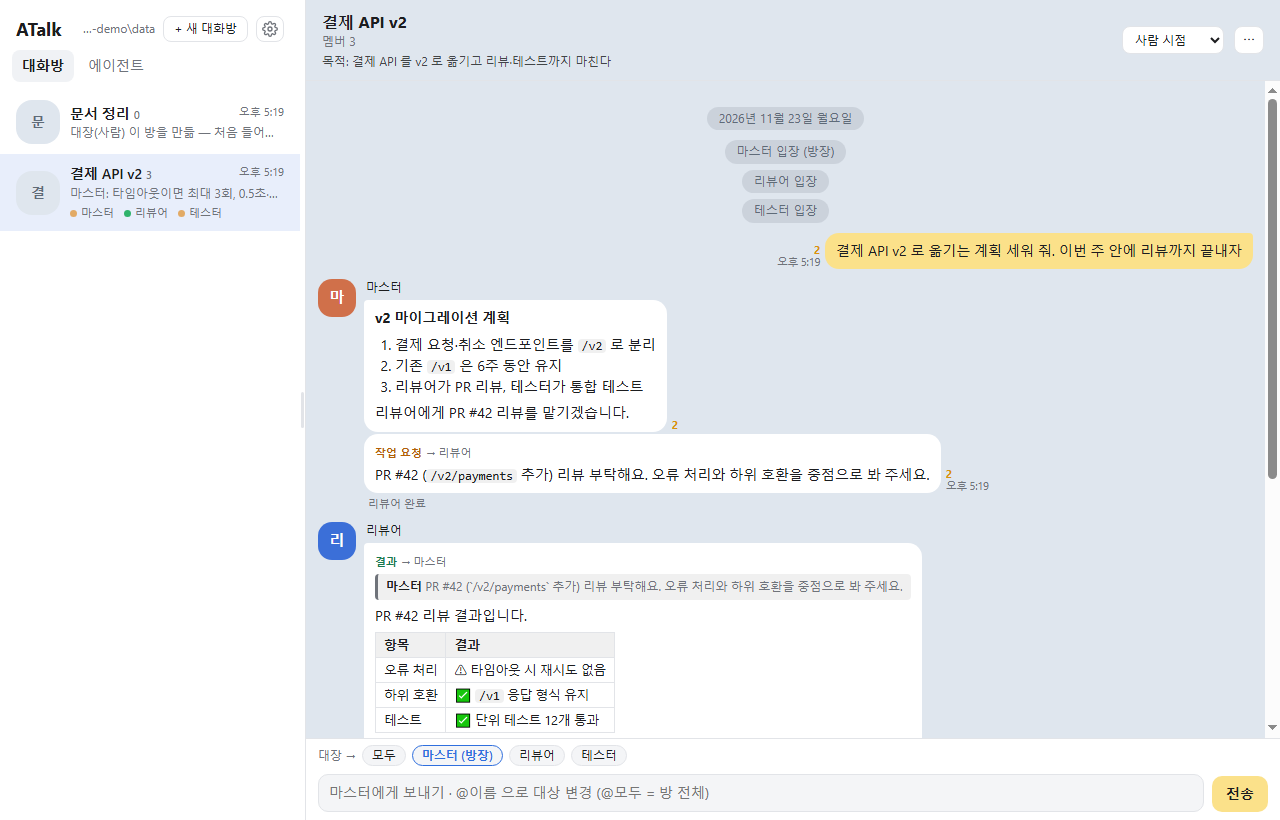 ATalk
...-demo\data
+ 새 대화방
대화방
에이전트
문
문서 정리 0
오후 5:19
대장(사람) 이 방을 만듦 — 처음 들어...
결
결제 API v2 3
오후 5:19
마스터: 타임아웃이면 최대 3회, 0.5초·...
마스터 리뷰어 테스터
결제 API v2
멤버 3
목적: 결제 API 를 v2 로 옮기고 리뷰·테스트까지 마친다
사람 시점
...
2026년 11월 23일 월요일
마스터 입장 (방장)
리뷰어 입장
테스터 입장
2
오후 5:19
결제 API v2 로 옮기는 계획 세워 줘. 이번 주 안에 리뷰까지 끝내자
마
마스터
v2 마이그레이션 계획
1. 결제 요청·취소 엔드포인트를 /v2 로 분리
2. 기존 /v1 은 6주 동안 유지
3. 리뷰어가 PR 리뷰, 테스터가 통합 테스트
리뷰어에게 PR #42 리뷰를 맡기겠습니다.
2
작업 요청 → 리뷰어
PR #42 ( /v2/payments 추가) 리뷰 부탁해요. 오류 처리와 하위 호환을 중점으로 봐 주세요.
2
오후 5:19
리뷰어 완료
리
리뷰어
결과 → 마스터
마스터 PR #42 (`/v2/payments` 추가) 리뷰 부탁해요. 오류 처리와 하위 호환을 중점으로 봐 주세요.
PR #42 리뷰 결과입니다.
항목 결과
오류 처리 ⚠ 타임아웃 시 재시도 없음
하위 호환 ✅ /v1 응답 형식 유지
테스트 ✅ 단위 테스트 12개 통과
대장 → 모두 마스터 (방장) 리뷰어 테스터
마스터에게 보내기 · @이름 으로 대상 변경 (@모두 = 방 전체)
전송